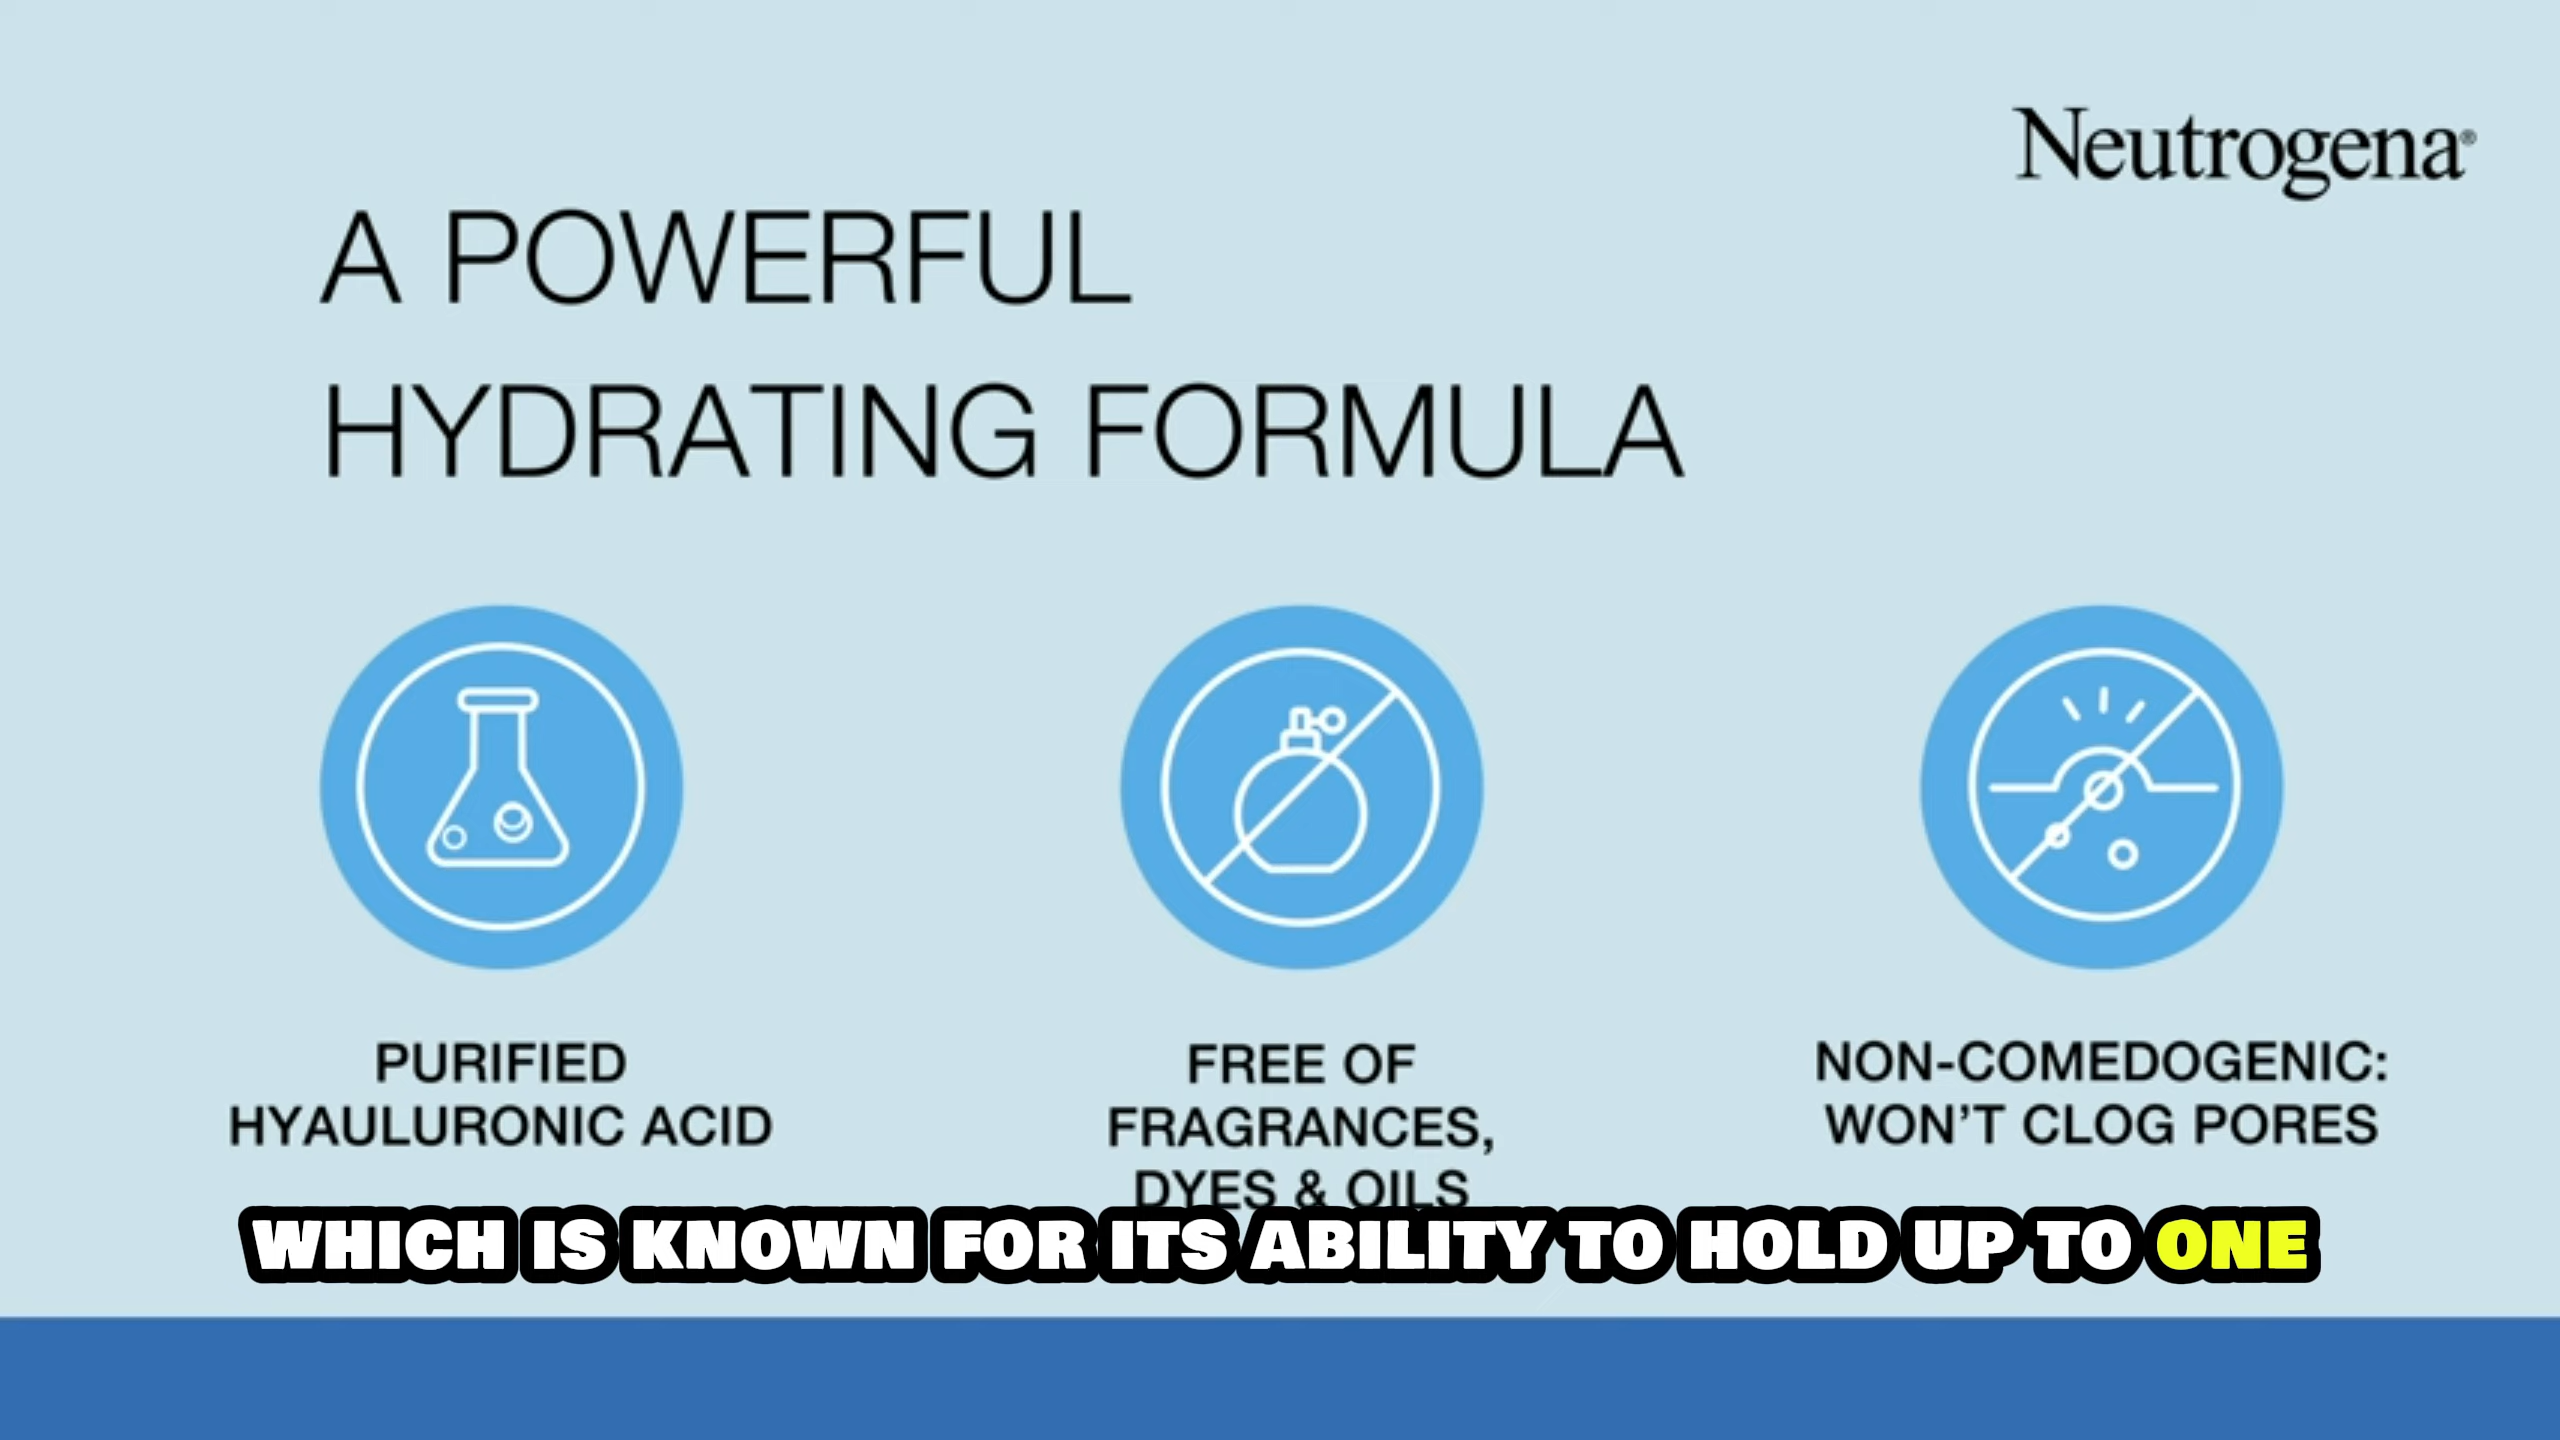 Neutrogena®
A POWERFUL
HYDRATING FORMULA
PURIFIED
HYAULURONIC ACID
FREE OF
FRAGRANCES,
DYES & OILS
NON-COMEDOGENIC:
WON'T CLOG PORES
WHICH IS KNOWN FOR ITS ABILITY TO HOLD UP TO ONE